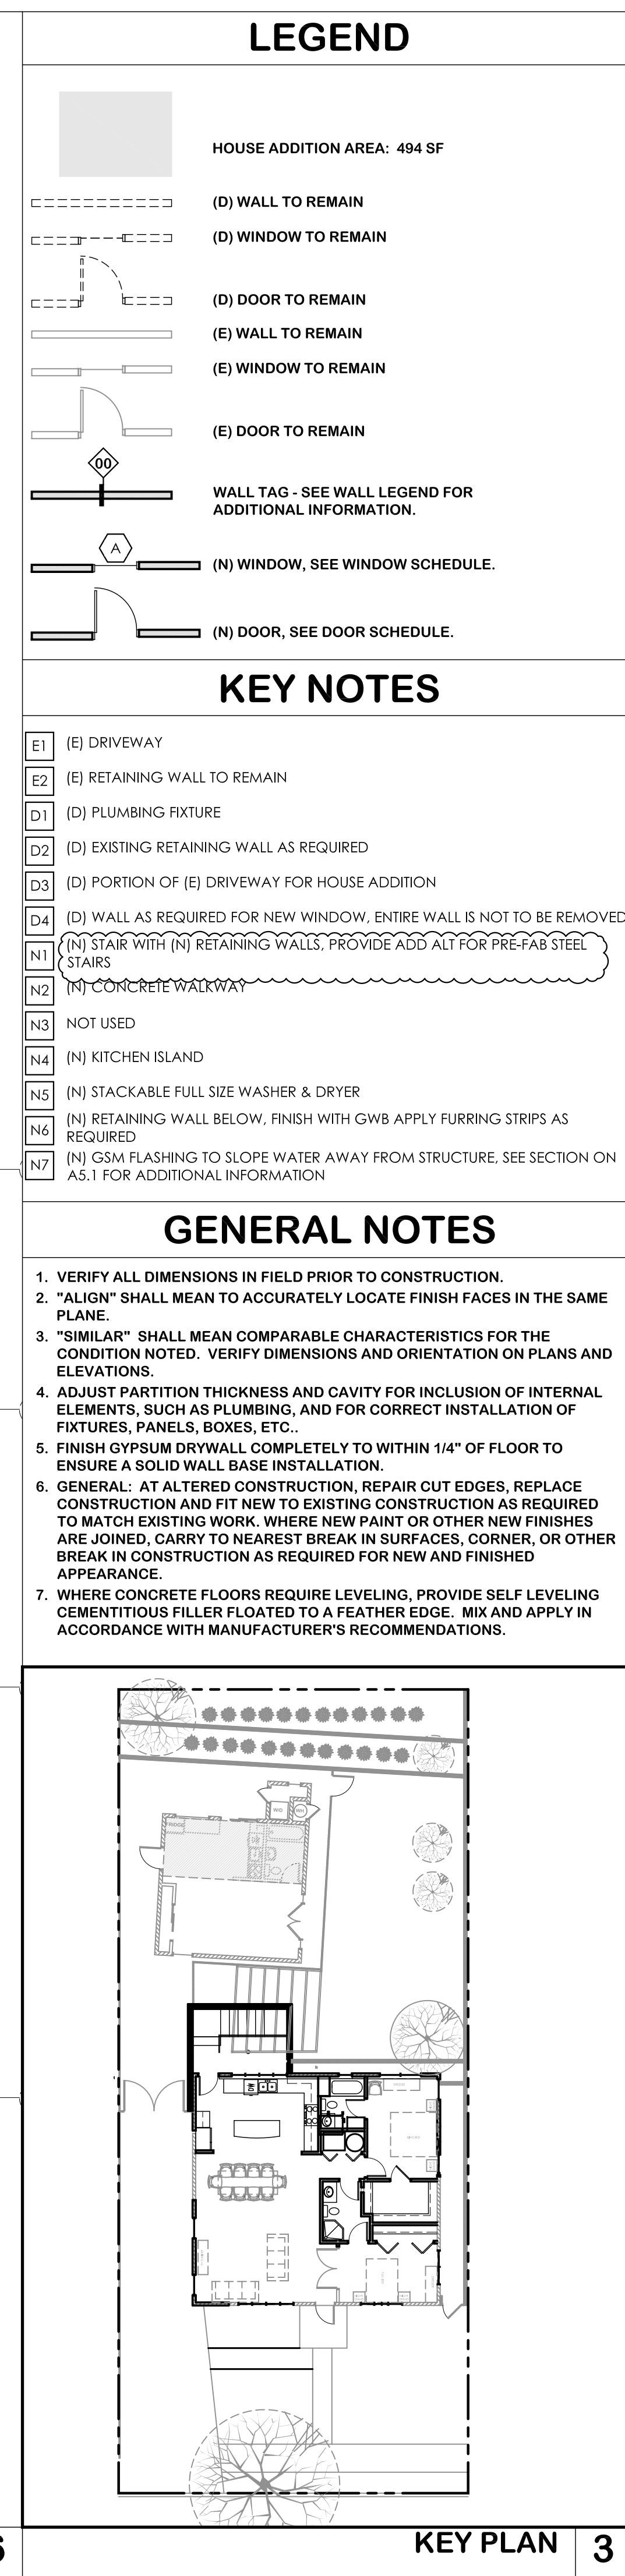 LEGEND
HOUSE ADDITION AREA: 494 SF
(D) WALL TO REMAIN
(D) WINDOW TO REMAIN
(D) DOOR TO REMAIN
(E) WALL TO REMAIN
(E) WINDOW TO REMAIN
(E) DOOR TO REMAIN
00
WALL TAG - SEE WALL LEGEND FOR
ADDITIONAL INFORMATION.
A
(N) WINDOW, SEE WINDOW SCHEDULE.
(N) DOOR, SEE DOOR SCHEDULE.
KEY NOTES
E1 (E) DRIVEWAY
E2 (E) RETAINING WALL TO REMAIN
D1 (D) PLUMBING FIXTURE
D2 (D) EXISTING RETAINING WALL AS REQUIRED
D3 (D) PORTION OF (E) DRIVEWAY FOR HOUSE ADDITION
D4 (D) WALL AS REQUIRED FOR NEW WINDOW, ENTIRE WALL IS NOT TO BE REMOVED
N1 (N) STAIR WITH (N) RETAINING WALLS, PROVIDE ADD ALT FOR PRE-FAB STEEL
STAIRS
N2 (N) CONCRETE WALKWAY
N3 NOT USED
N4 (N) KITCHEN ISLAND
N5 (N) STACKABLE FULL SIZE WASHER & DRYER
N6 (N) RETAINING WALL BELOW, FINISH WITH GWB APPLY FURRING STRIPS AS
REQUIRED
N7 (N) GSM FLASHING TO SLOPE WATER AWAY FROM STRUCTURE, SEE SECTION ON
A5.1 FOR ADDITIONAL INFORMATION
GENERAL NOTES
1. VERIFY ALL DIMENSIONS IN FIELD PRIOR TO CONSTRUCTION.
2. "ALIGN" SHALL MEAN TO ACCURATELY LOCATE FINISH FACES IN THE SAME
PLANE.
3. "SIMILAR" SHALL MEAN COMPARABLE CHARACTERISTICS FOR THE
CONDITION NOTED. VERIFY DIMENSIONS AND ORIENTATION ON PLANS AND
ELEVATIONS.
4. ADJUST PARTITION THICKNESS AND CAVITY FOR INCLUSION OF INTERNAL
ELEMENTS, SUCH AS PLUMBING, AND FOR CORRECT INSTALLATION OF
FIXTURES, PANELS, BOXES, ETC..
5. FINISH GYPSUM DRYWALL COMPLETELY TO WITHIN 1/4" OF FLOOR TO
ENSURE A SOLID WALL BASE INSTALLATION.
6. GENERAL: AT ALTERED CONSTRUCTION, REPAIR CUT EDGES, REPLACE
CONSTRUCTION AND FIT NEW TO EXISTING CONSTRUCTION AS REQUIRED
TO MATCH EXISTING WORK. WHERE NEW PAINT OR OTHER NEW FINISHES
ARE JOINED, CARRY TO NEAREST BREAK IN SURFACES, CORNER, OR OTHER
BREAK IN CONSTRUCTION AS REQUIRED FOR NEW AND FINISHED
APPEARANCE.
7. WHERE CONCRETE FLOORS REQUIRE LEVELING, PROVIDE SELF LEVELING
CEMENTITIOUS FILLER FLOATED TO A FEATHER EDGE. MIX AND APPLY IN
ACCORDANCE WITH MANUFACTURER'S RECOMMENDATIONS.
W/D
WH
FRIDGE
DW
KEY PLAN 3